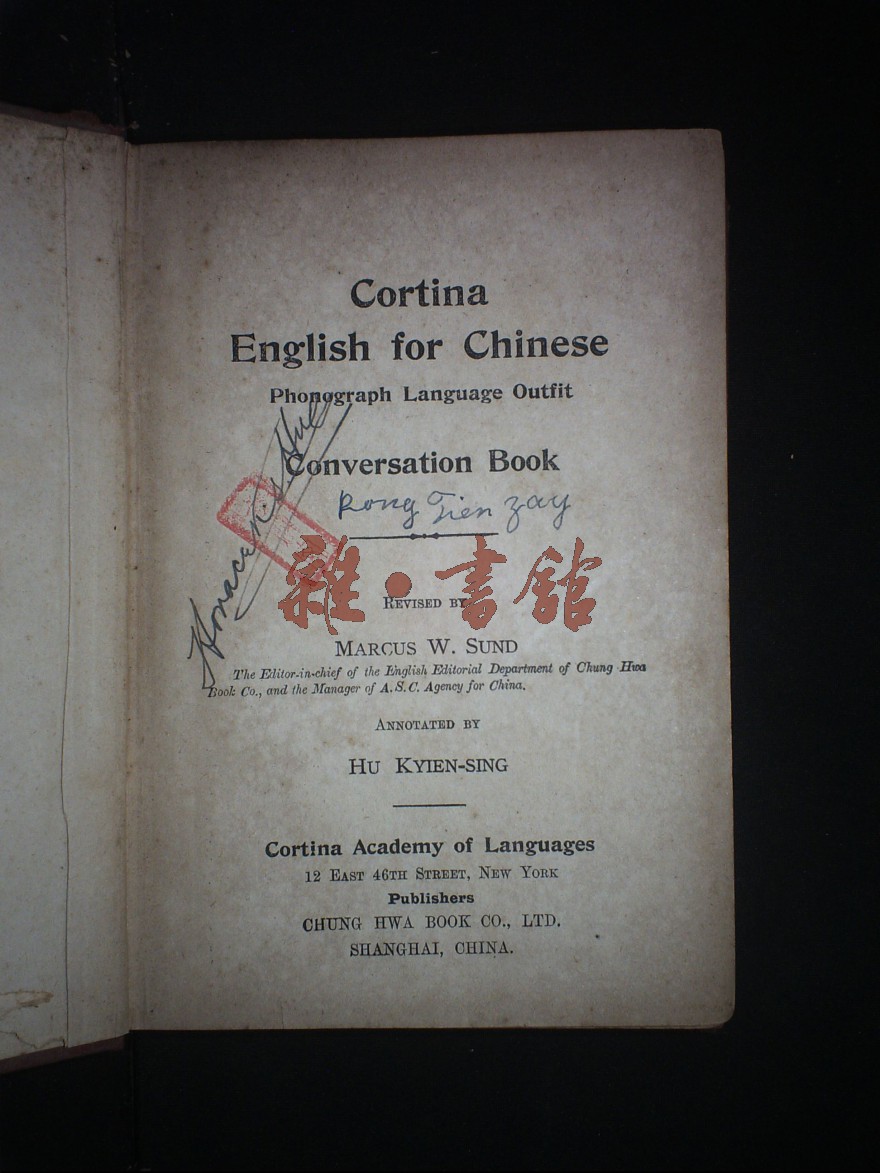 Cortina
English for Chinese
Phonograph Language Outfit
Conversation Book
Rong Tien Zay
雜·書館
REVISED BY
MARCUS W. SUND
The Editor-in-chief of the English Editorial Department of Chung Hwa
Book Co., and the Manager of A.S.C. Agency for China.
ANNOTATED BY
HU KYIEN-SING
Cortina Academy of Languages
12 EAST 46TH STREET, NEW YORK
Publishers
CHUNG HWA BOOK CO., LTD.
SHANGHAI, CHINA.